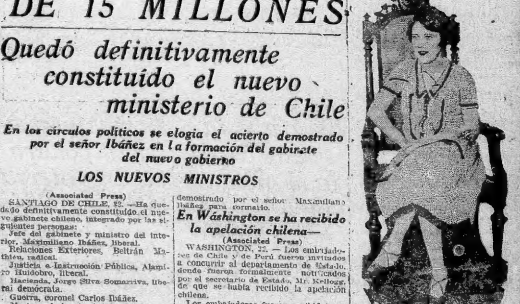 DE 15 MILLONES
Quedó definitivamente
constituído el nuevo
ministerio de Chile
En los círculos políticos se elogia el acierto demostrado
por el señor Ibáñez en la formación del gabinete
del nuevo gobierno
LOS NUEVOS MINISTROS
(Associated Press)
SANTIAGO DE CHILE, 22.—Ha que-
dado definitivamente constituído el nue-
vo gabinete chileno, integrado por las si-
guientes personas:
Jefe del gabinete y ministro del inte-
rior, Maximiliano Ibáñez, liberal.
Relaciones Exteriores, Beltrán Ma-
thieu, radical.
Justicia e Instrucción Pública, Alami-
ro Huidobro, liberal.
Hacienda, Jorge Silva Somarriva, libe-
ral demócrata.
Guerra, coronel Carlos Ibáñez.
demostrado por el señor Maximiliano
Ibáñez para formarlo.
En Wáshington se ha recibido
la apelación chilena—
(Associated Press)
WASHINGTON, 22.— Los embajado-
res de Chile y de Perú fueron invitados
a concurrir al departamento de Estado,
donde fueron formalmente notificados
por el secretario de Estado, Mr. Kellogg,
de que se había recibido la apelación
chilena.
Los embajadores